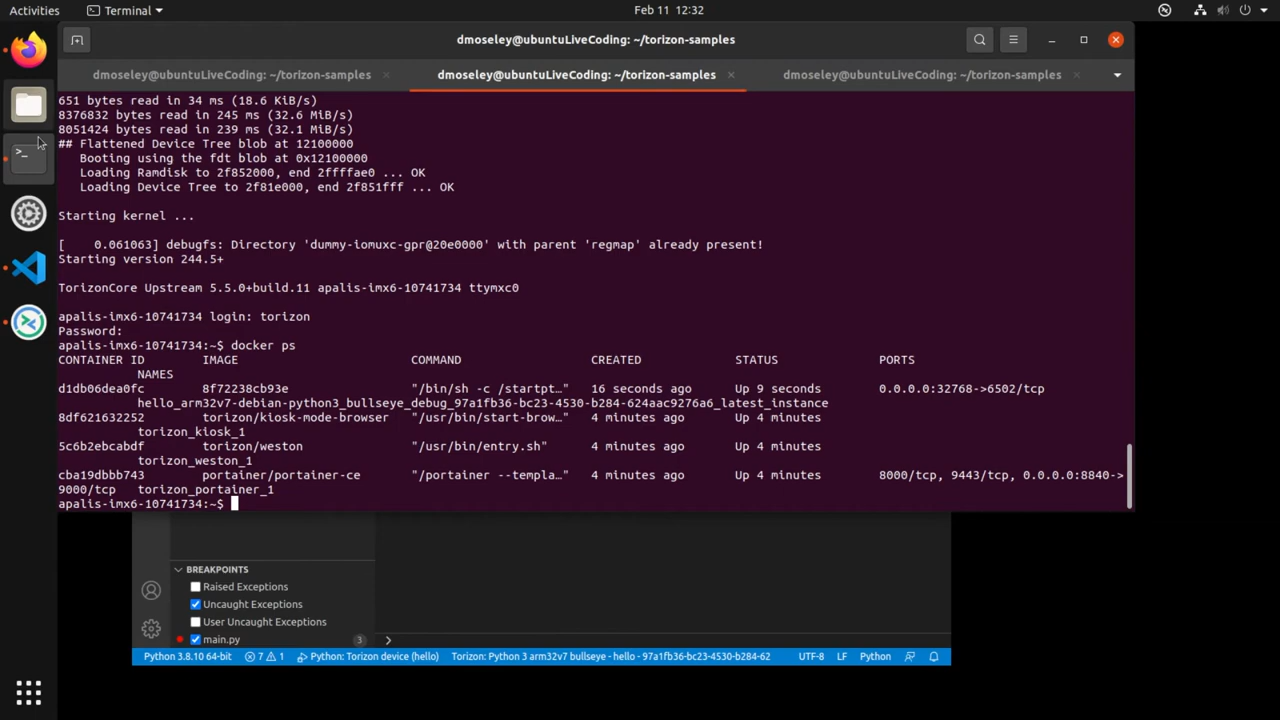 Activities
Terminal
Feb 11 12:32
dmoseley@ubuntuLiveCoding: ~/torizon-samples
dmoseley@ubuntuLiveCoding: ~/torizon-samples
dmoseley@ubuntuLiveCoding: ~/torizon-samples
dmoseley@ubuntuLiveCoding: ~/torizon-samples
651 bytes read in 34 ms (18.6 KiB/s)
8376832 bytes read in 245 ms (32.6 MiB/s)
8051424 bytes read in 239 ms (32.1 MiB/s)
## Flattened Device Tree blob at 12100000
   Booting using the fdt blob at 0x12100000
   Loading Ramdisk to 2f852000, end 2ffffae0 ... OK
   Loading Device Tree to 2f81e000, end 2f851fff ... OK
Starting kernel ...
[    0.061063] debugfs: Directory 'dummy-iomuxc-gpr@20e0000' with parent 'regmap' already present!
Starting version 244.5+
TorizonCore Upstream 5.5.0+build.11 apalis-imx6-10741734 ttymxc0
apalis-imx6-10741734 login: torizon
Password:
apalis-imx6-10741734:~$ docker ps
CONTAINER ID        IMAGE                        COMMAND                  CREATED             STATUS              PORTS
           NAMES
d1db06dea0fc        8f72238cb93e                 "/bin/sh -c /startpt…"   16 seconds ago      Up 9 seconds        0.0.0.0:32768->6502/tcp
           hello_arm32v7-debian-python3_bullseye_debug_97a1fb36-bc23-4530-b284-624aac9276a6_latest_instance
8df621632252        torizon/kiosk-mode-browser   "/usr/bin/start-brow…"   4 minutes ago       Up 4 minutes
           torizon_kiosk_1
5c6b2ebcabdf        torizon/weston               "/usr/bin/entry.sh"      4 minutes ago       Up 4 minutes
           torizon_weston_1
cba19dbbb743        portainer/portainer-ce       "/portainer --templa…"   4 minutes ago       Up 4 minutes        8000/tcp, 9443/tcp, 0.0.0.0:8840->
9000/tcp   torizon_portainer_1
apalis-imx6-10741734:~$
BREAKPOINTS
Raised Exceptions
Uncaught Exceptions
User Uncaught Exceptions
main.py 3
Python 3.8.10 64-bit 7 1 Python: Torizon device (hello) Torizon: Python 3 arm32v7 bullseye - hello - 97a1fb36-bc23-4530-b284-62 UTF-8 LF Python